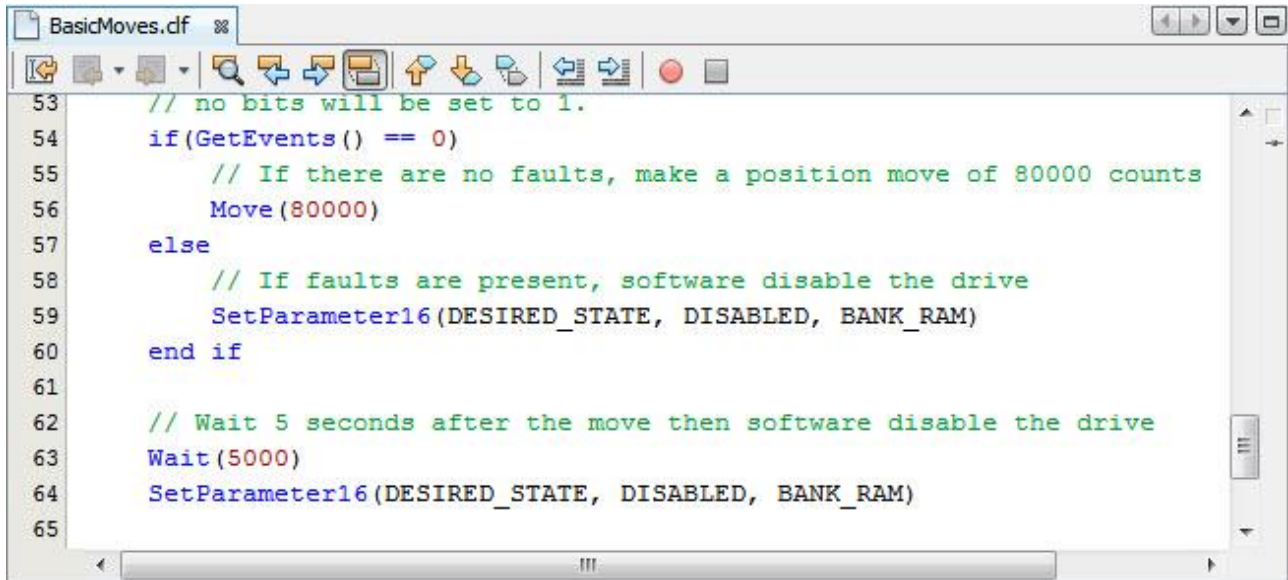 BasicMoves.clf
53 // no bits will be set to 1.
54 if(GetEvents() == 0)
55 // If there are no faults, make a position move of 80000 counts
56 Move(80000)
57 else
58 // If faults are present, software disable the drive
59 SetParameter16(DESIRED_STATE, DISABLED, BANK_RAM)
60 end if
61
62 // Wait 5 seconds after the move then software disable the drive
63 Wait(5000)
64 SetParameter16(DESIRED_STATE, DISABLED, BANK_RAM)
65